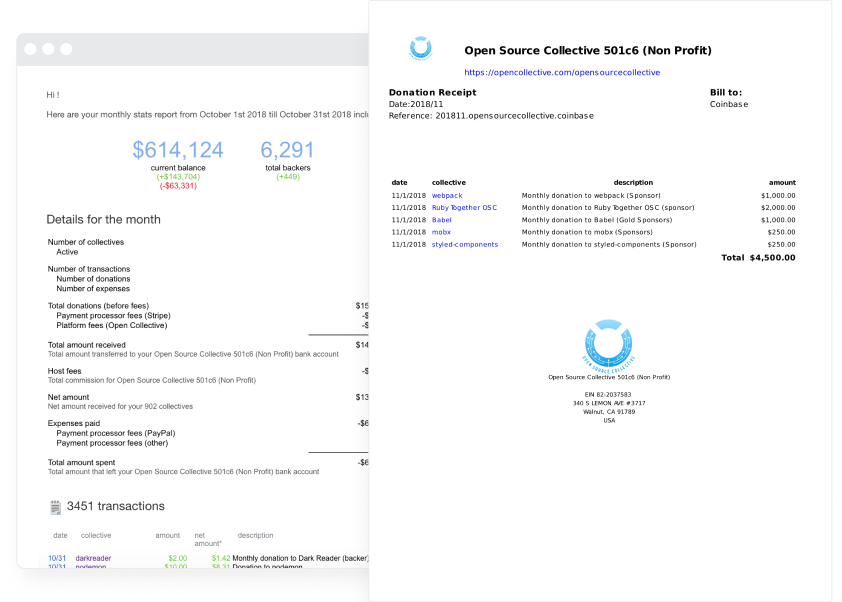 Hi !
Here are your monthly stats report from October 1st 2018 till October 31st 2018
$614,124 6,291
current balance total backers
(+$143,704) (+449)
(-$63,331)
Details for the month
Number of collectives
Active
Number of transactions
Number of donations
Number of expenses
Total donations (before fees) $15
Payment processor fees (Stripe) -$
Platform fees (Open Collective) -$
Total amount received $14
Total amount transferred to your Open Source Collective 501c6 (Non Profit) bank account
Host fees -$
Total commission for Open Source Collective 501c6 (Non Profit)
Net amount $13
Net amount received for your 902 collectives
Expenses paid -$6
Payment processor fees (PayPal)
Payment processor fees (other)
Total amount spent -$6
Total amount that left your Open Source Collective 501c6 (Non Profit) bank account
3451 transactions
date collective amount net amount* description
10/31 darkreader $2.00 $1.42 Monthly donation to Dark Reader (backer)
10/31 nodemon $10.00 $8.31 Donation to nodemon
Open Source Collective 501c6 (Non Profit)
https://opencollective.com/opensourcecollective
Donation Receipt Bill to:
Date:2018/11 Coinbase
Reference: 201811.opensourcecollective.coinbase
date collective description amount
11/1/2018 webpack Monthly donation to webpack (Sponsor) $1,000.00
11/1/2018 Ruby Together OSC Monthly donation to Ruby Together OSC (sponsor) $2,000.00
11/1/2018 Babel Monthly donation to Babel (Gold Sponsors) $1,000.00
11/1/2018 mobx Monthly donation to mobx (Sponsors) $250.00
11/1/2018 styled-components Monthly donation to styled-components (Sponsor) $250.00
Total $4,500.00
OPEN SOURCE COLLECTIVE
Open Source Collective 501c6 (Non Profit)
EIN 82-2037583
340 S LEMON AVE #3717
Walnut, CA 91789
USA